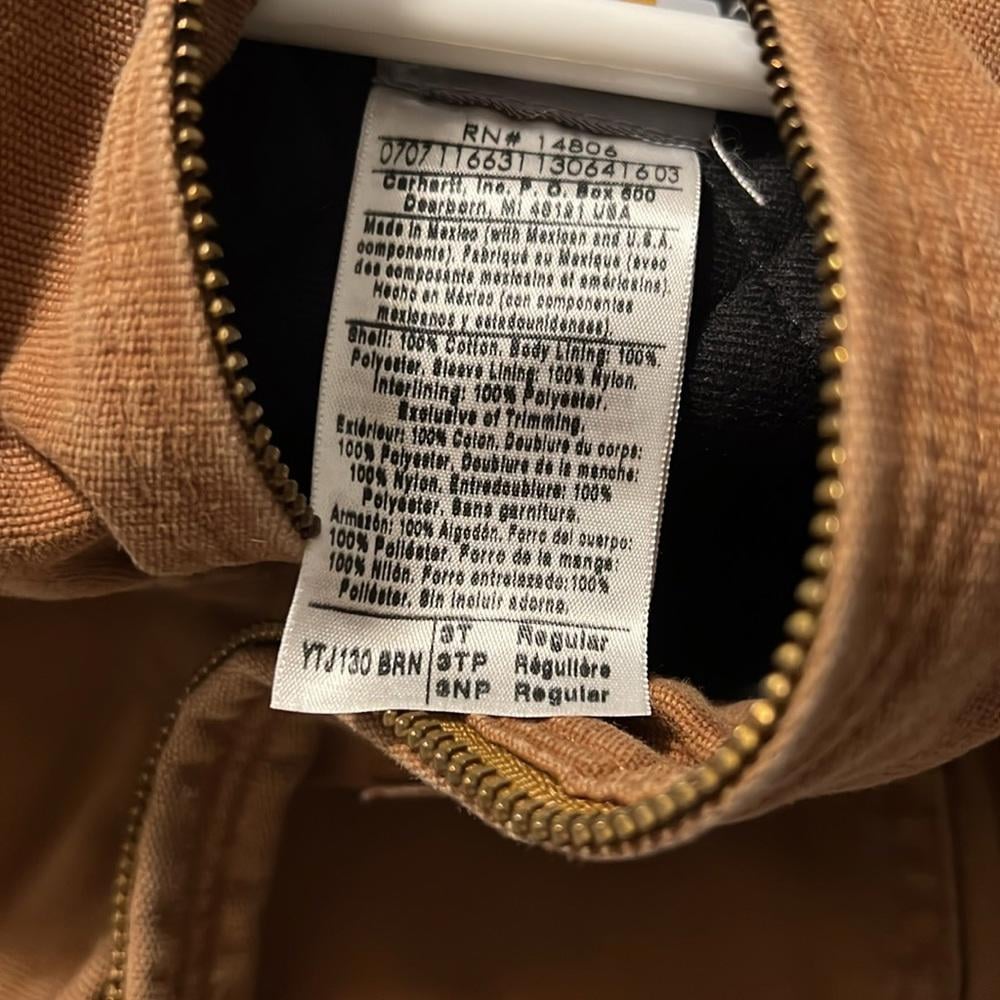 RN# 14806
0707116631130641603
Carhartt, Inc. P. O. Box 600
Dearborn, MI 48121 USA
Made in Mexico (with Mexican and U.S.A.
components). Fabriqué au Mexique (avec
des composants mexicains et américains).
Hecho en México (con componentes
mexicanos y estadounidenses).
Shell: 100% Cotton. Body Lining: 100%
Polyester. Sleeve Lining: 100% Nylon.
Interlining: 100% Polyester.
Exclusive of Trimming.
Extérieur: 100% Coton. Doublure du corps:
100% Polyester. Doublure de la manche:
100% Nylon. Entredoublure: 100%
Polyester. Sans garniture.
Armazón: 100% Algodón. Forro del cuerpo:
100% Poliéster. Forro de la manga:
100% Nilón. Forro entrelazado: 100%
Poliéster. Sin incluir adorno.
YTJ130 BRN
3T Regular
3TP Régulière
3NP Regular